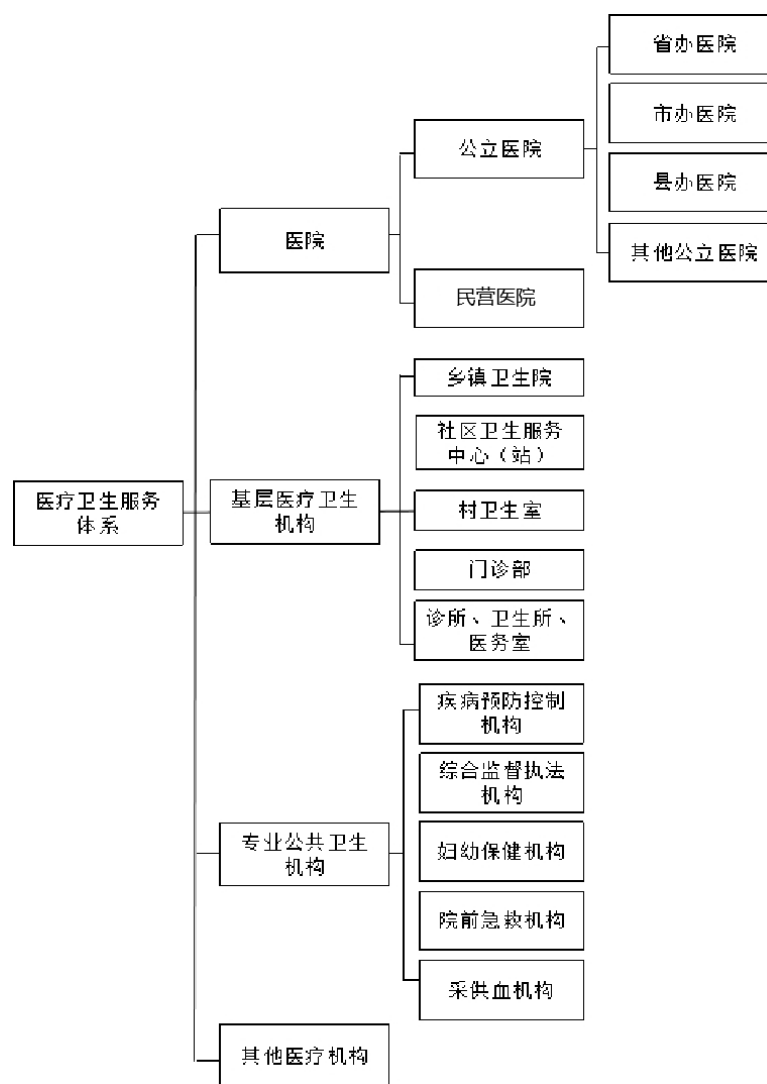 省办医院
市办医院
公立医院
县办医院
医院
其他公立医院
民营医院
乡镇卫生院
社区卫生服务
中心（站）
医疗卫生服务
体系
基层医疗卫生
机构
村卫生室
门诊部
诊所、卫生所、
医务室
疾病预防控制
机构
综合监督执法
机构
专业公共卫生
机构
妇幼保健机构
院前急救机构
采供血机构
其他医疗机构